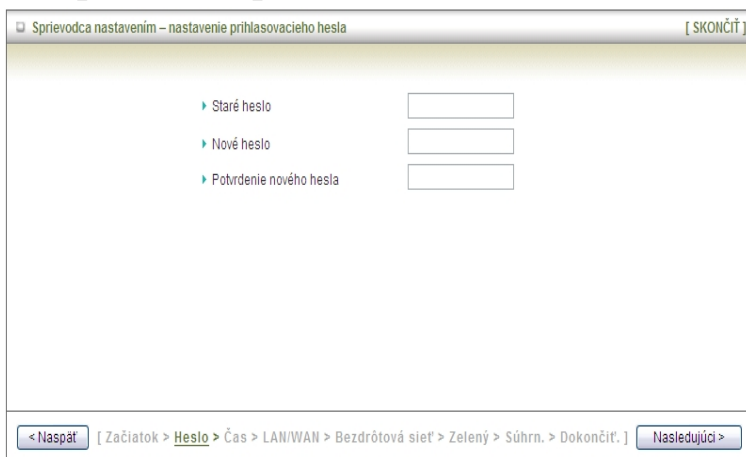 Sprievodca nastavením – nastavenie prihlasovacieho hesla [ SKONČIŤ ]
Staré heslo
Nové heslo
Potvrdenie nového hesla
< Naspäť [ Začiatok > Heslo > Čas > LAN/WAN > Bezdrôtová sieť > Zelený > Súhrn. > Dokončiť. ] Nasledujúci >